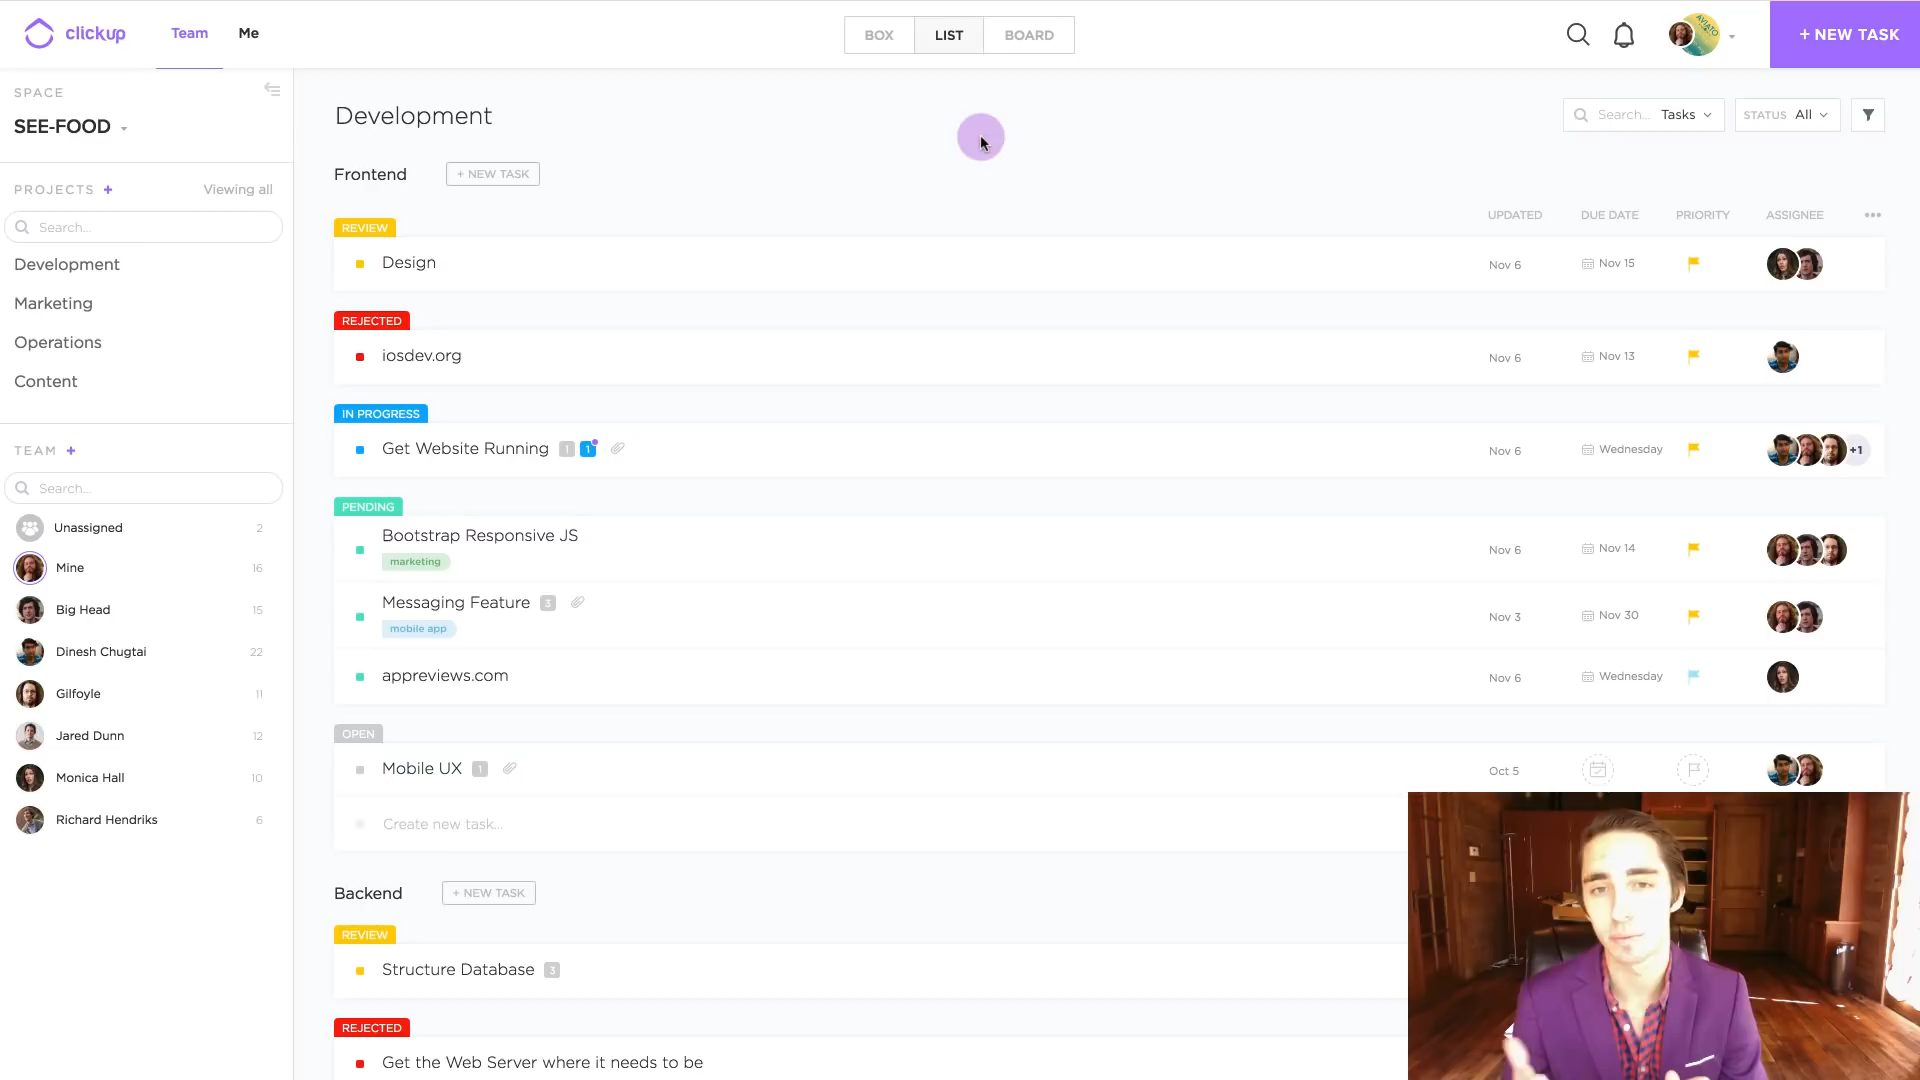 clickup
Team
Me
BOX
LIST
BOARD
AVIATO
+ NEW TASK
SPACE
SEE-FOOD
PROJECTS +
Viewing all
Search...
Development
Marketing
Operations
Content
TEAM +
Search...
Unassigned 2
Mine 16
Big Head 15
Dinesh Chugtai 22
Gilfoyle 11
Jared Dunn 12
Monica Hall 10
Richard Hendriks 6
Development
Search... Tasks
STATUS All
Frontend + NEW TASK
UPDATED DUE DATE PRIORITY ASSIGNEE
REVIEW
Design Nov 6 Nov 15
REJECTED
iosdev.org Nov 6 Nov 13
IN PROGRESS
Get Website Running 1 1 Nov 6 Wednesday +1
PENDING
Bootstrap Responsive JS Nov 6 Nov 14
marketing
Messaging Feature 3 Nov 3 Nov 30
mobile app
appreviews.com Nov 6 Wednesday
OPEN
Mobile UX 1 Oct 5
Create new task...
Backend + NEW TASK
REVIEW
Structure Database 3
REJECTED
Get the Web Server where it needs to be